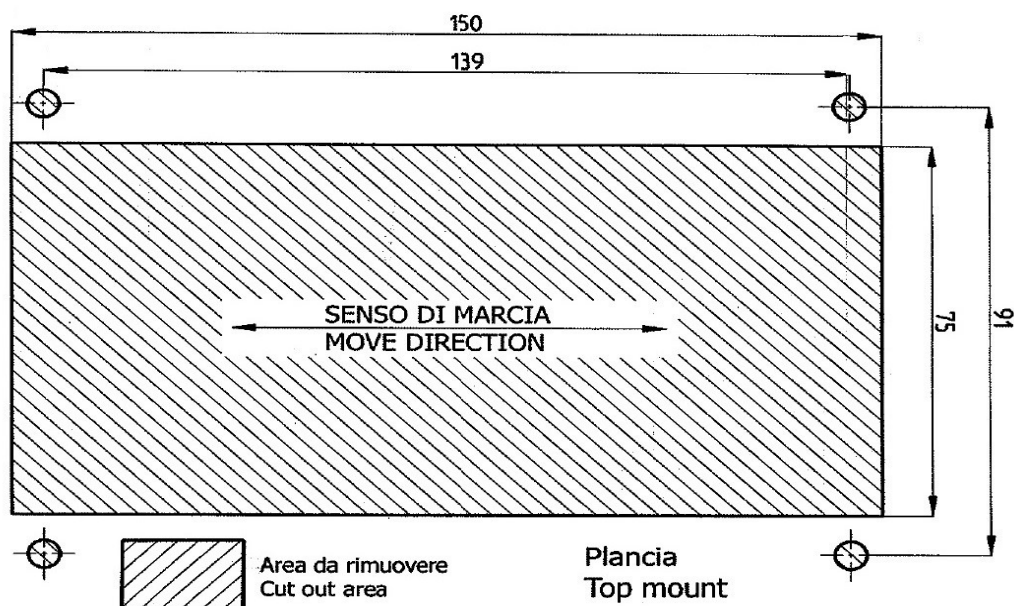 150
139
SENSO DI MARCIA
MOVE DIRECTION
75
91
Area da rimuovere
Cut out area
Plancia
Top mount